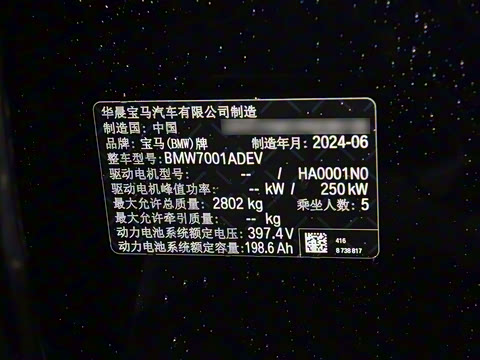 华晨宝马汽车有限公司制造
制造国: 中国
品牌: 宝马(BMW)牌 制造年月: 2024-06
整车型号: BMW7001ADEV
驱动电机型号: -- / HA0001N0
驱动电机峰值功率: -- kW / 250 kW
最大允许总质量: 2802 kg 乘坐人数: 5
最大允许牵引质量: -- kg
动力电池系统额定电压: 397.4 V
动力电池系统额定容量: 198.6 Ah
416
8 738 817